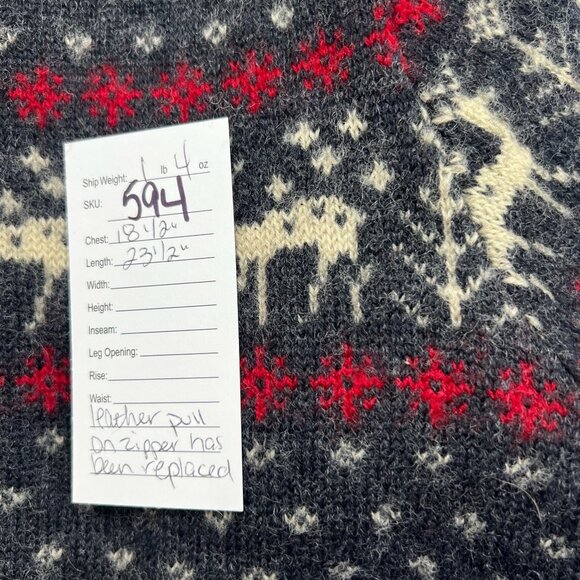 Ship Weight: 1 lb 4 oz
SKU: 594
Chest: 18 1/2"
Length: 23 1/2"
Width:
Height:
Inseam:
Leg Opening:
Rise:
Waist:
leather pull
on zipper has
been replaced